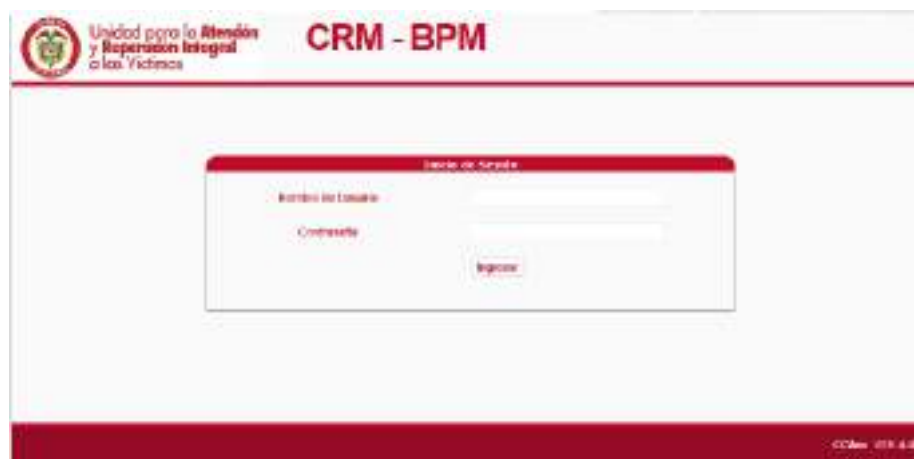 Unidad para la Atención
y Reparación Integral
a las Víctimas
CRM - BPM
Inicio de Sesión
Nombre de Usuario
Contraseña
Ingresar